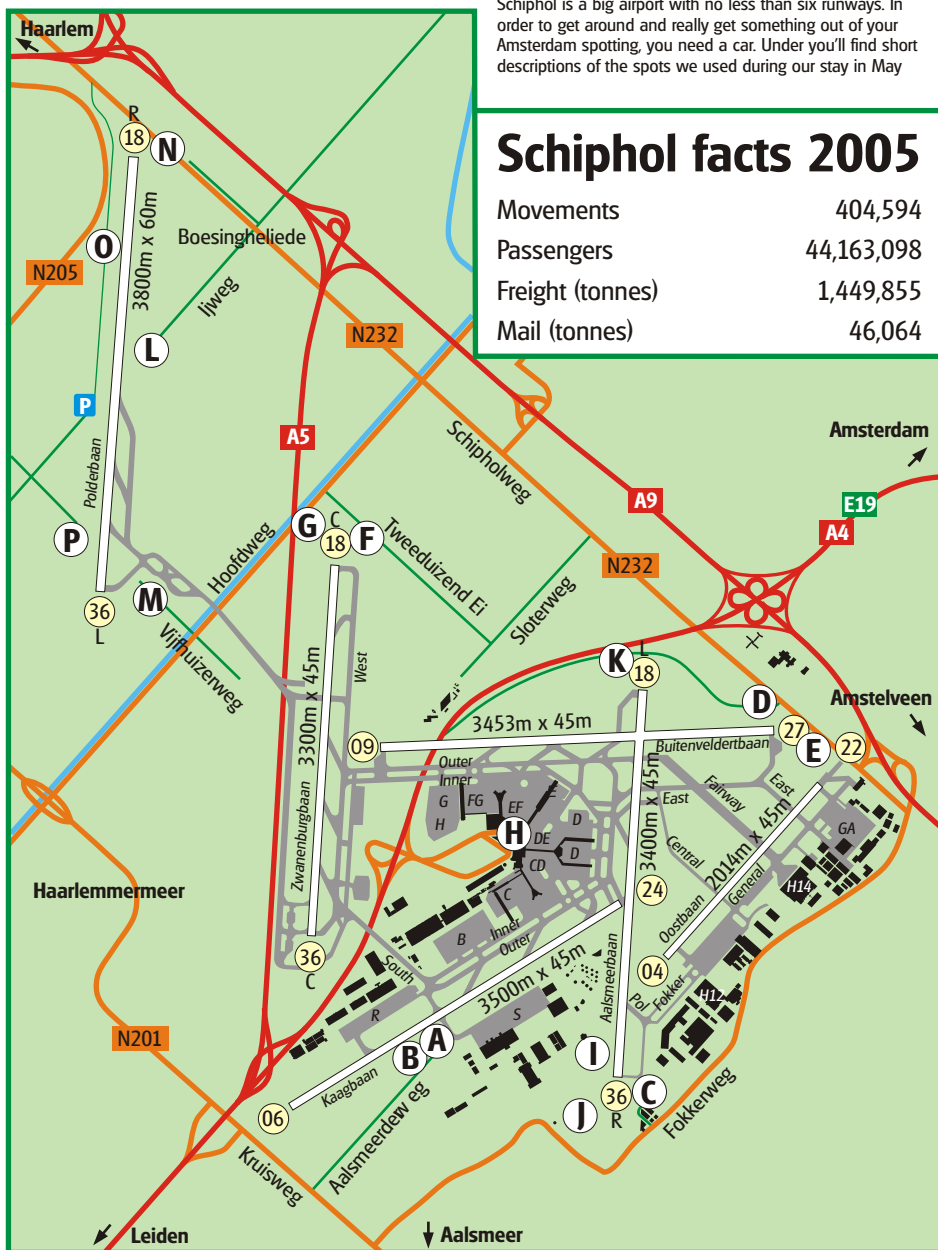 Schiphol is a big airport with no less than six runways. In
order to get around and really get something out of your
Amsterdam spotting, you need a car. Under you'll find short
descriptions of the spots we used during our stay in May
Schiphol facts 2005
Movements 404,594
Passengers 44,163,098
Freight (tonnes) 1,449,855
Mail (tonnes) 46,064
Haarlem
R
18
N
3800m x 60m
O
Boesingheliede
N205
Ijweg
L
N232
P
A5
Schipholweg
Amsterdam
Polderbaan
A9
E19
A4
P
G
C
18
F
Hoofdweg
Tweeduizend Ei
N232
M
36
L
Sloterweg
Vijfhuizerweg
West
K
L
18
D
Amstelveen
3300m x 45m
3453m x 45m
09
27
E
22
Buitenveldertbaan
Outer
Inner
East
Fairway
East
3400m x 45m
G
FG
EF
E
H
H
DE
D
D
CD
C
Central
2014m x 45m
GA
H14
General
Zwanenburgbaan
Haarlemmermeer
24
Oostbaan
B
Inner
Outer
36
C
South
3500m x 45m
Aalsmeerbaan
04
Pol
Fokker
H12
R
S
N201
A
B
I
Kaagbaan
06
J
36
R
C
Fokkerweg
Aalsmeerdew eg
Kruisweg
Leiden
Aalsmeer